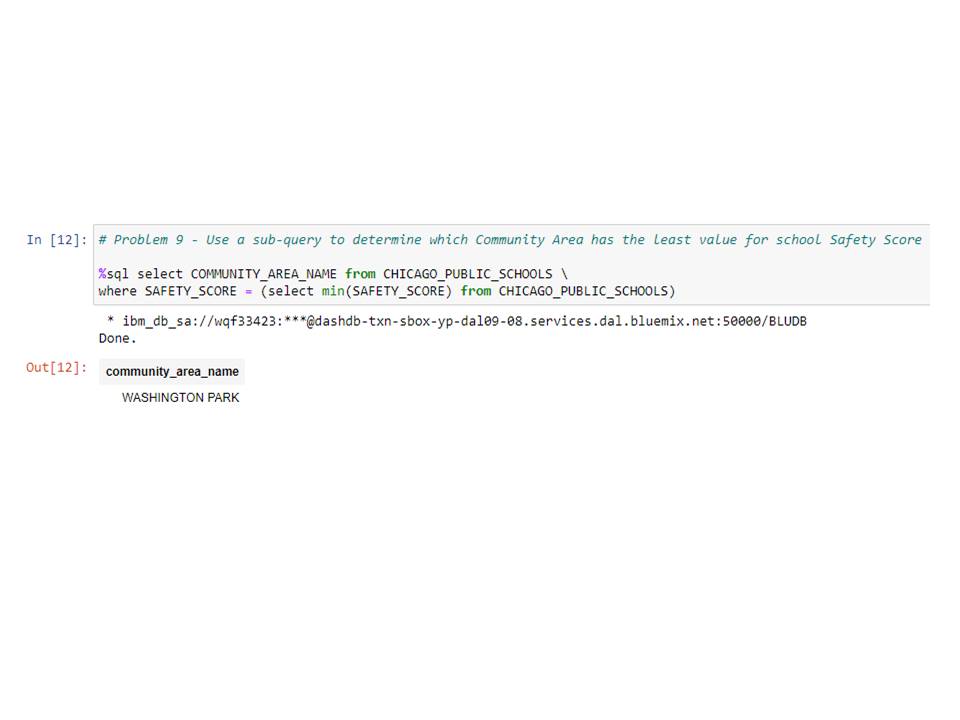 In [12]: # Problem 9 - Use a sub-query to determine which Community Area has the least value for school Safety Score
%sql select COMMUNITY_AREA_NAME from CHICAGO_PUBLIC_SCHOOLS \
where SAFETY_SCORE = (select min(SAFETY_SCORE) from CHICAGO_PUBLIC_SCHOOLS)
* ibm_db_sa://wqf33423:***@dashdb-txn-sbox-yp-dal09-08.services.dal.bluemix.net:50000/BLUDB
Done.
Out[12]: community_area_name
WASHINGTON PARK